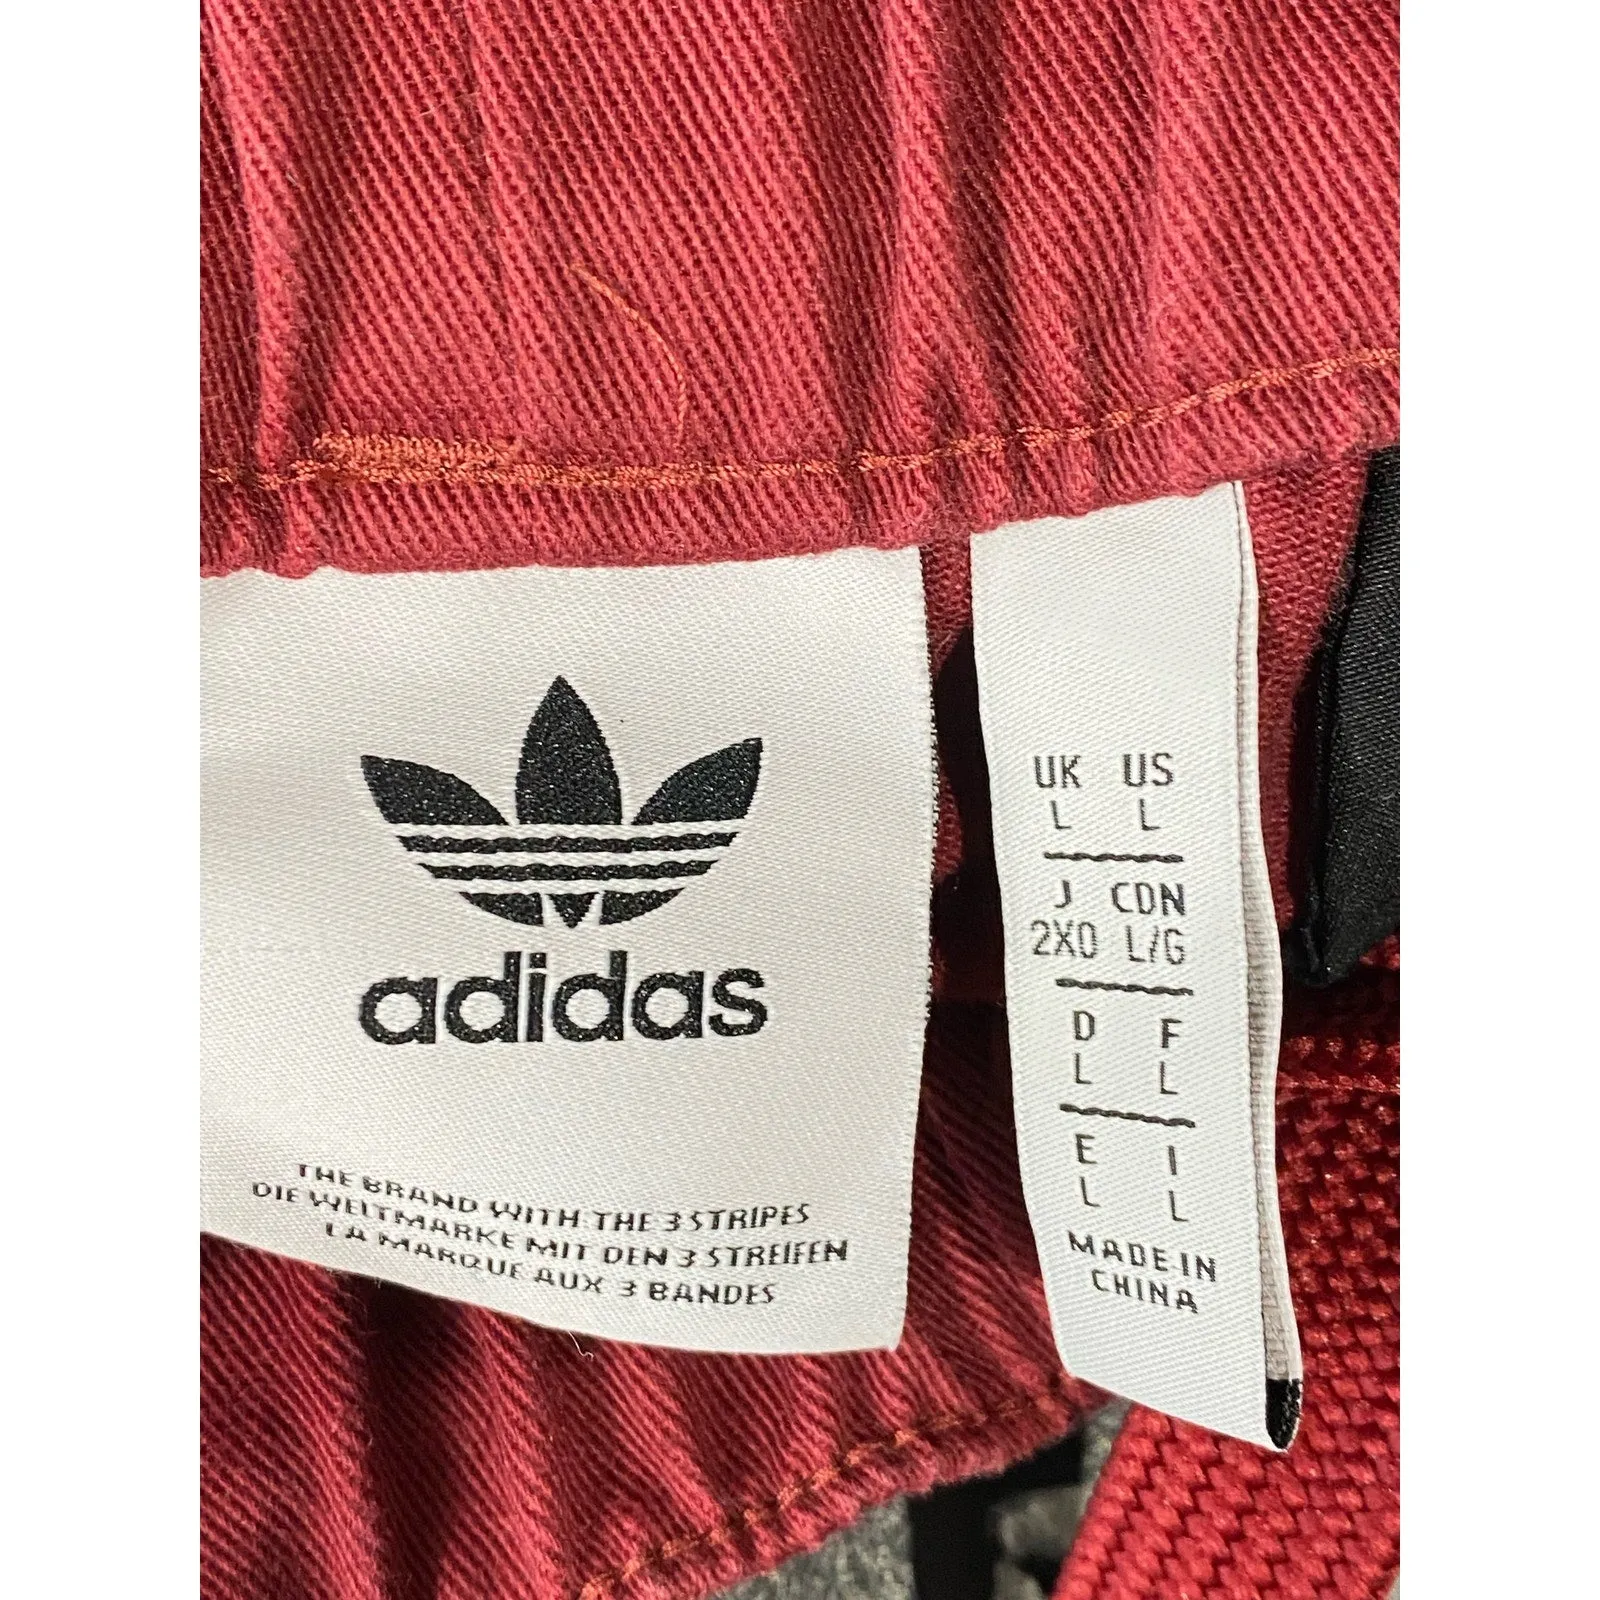 adidas
THE BRAND WITH THE 3 STRIPES
DIE WELTMARKE MIT DEN 3 STREIFEN
LA MARQUE AUX 3 BANDES
UK US
L L
J CDN
2XO L/G
D F
L L
E I
L L
MADE IN
CHINA